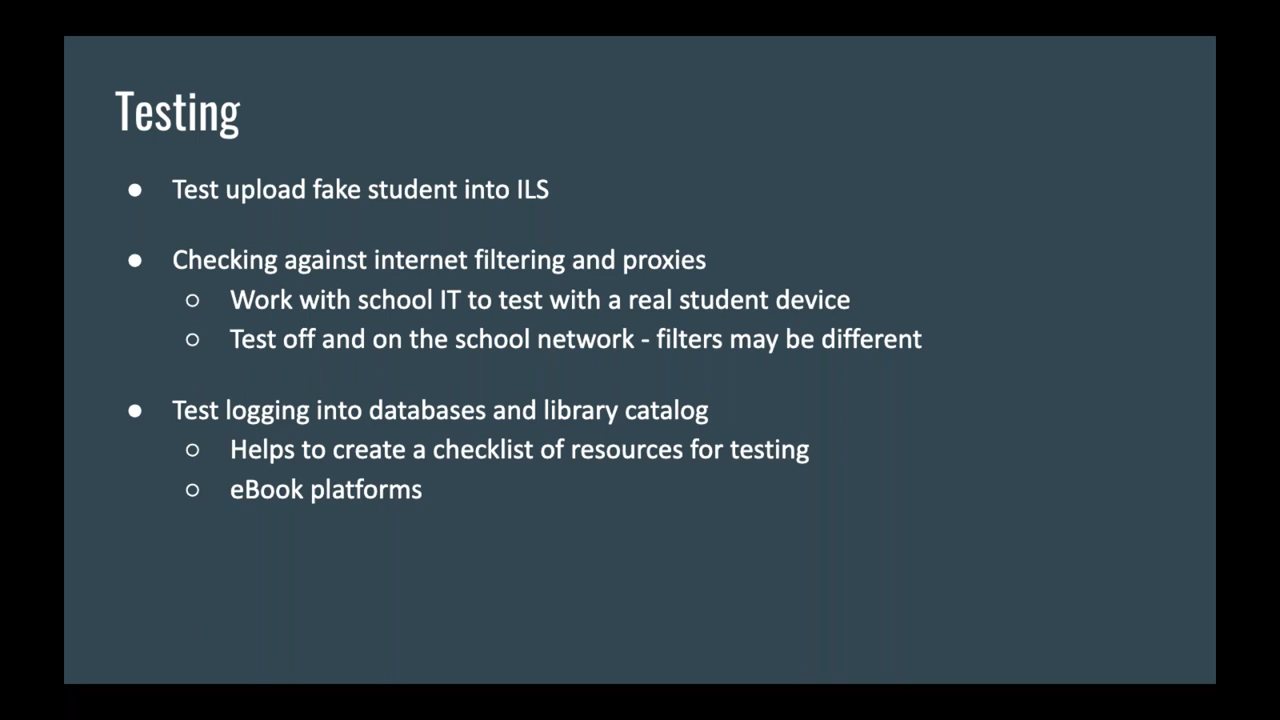 Testing
● Test upload fake student into ILS
● Checking against internet filtering and proxies
○ Work with school IT to test with a real student device
○ Test off and on the school network - filters may be different
● Test logging into databases and library catalog
○ Helps to create a checklist of resources for testing
○ eBook platforms